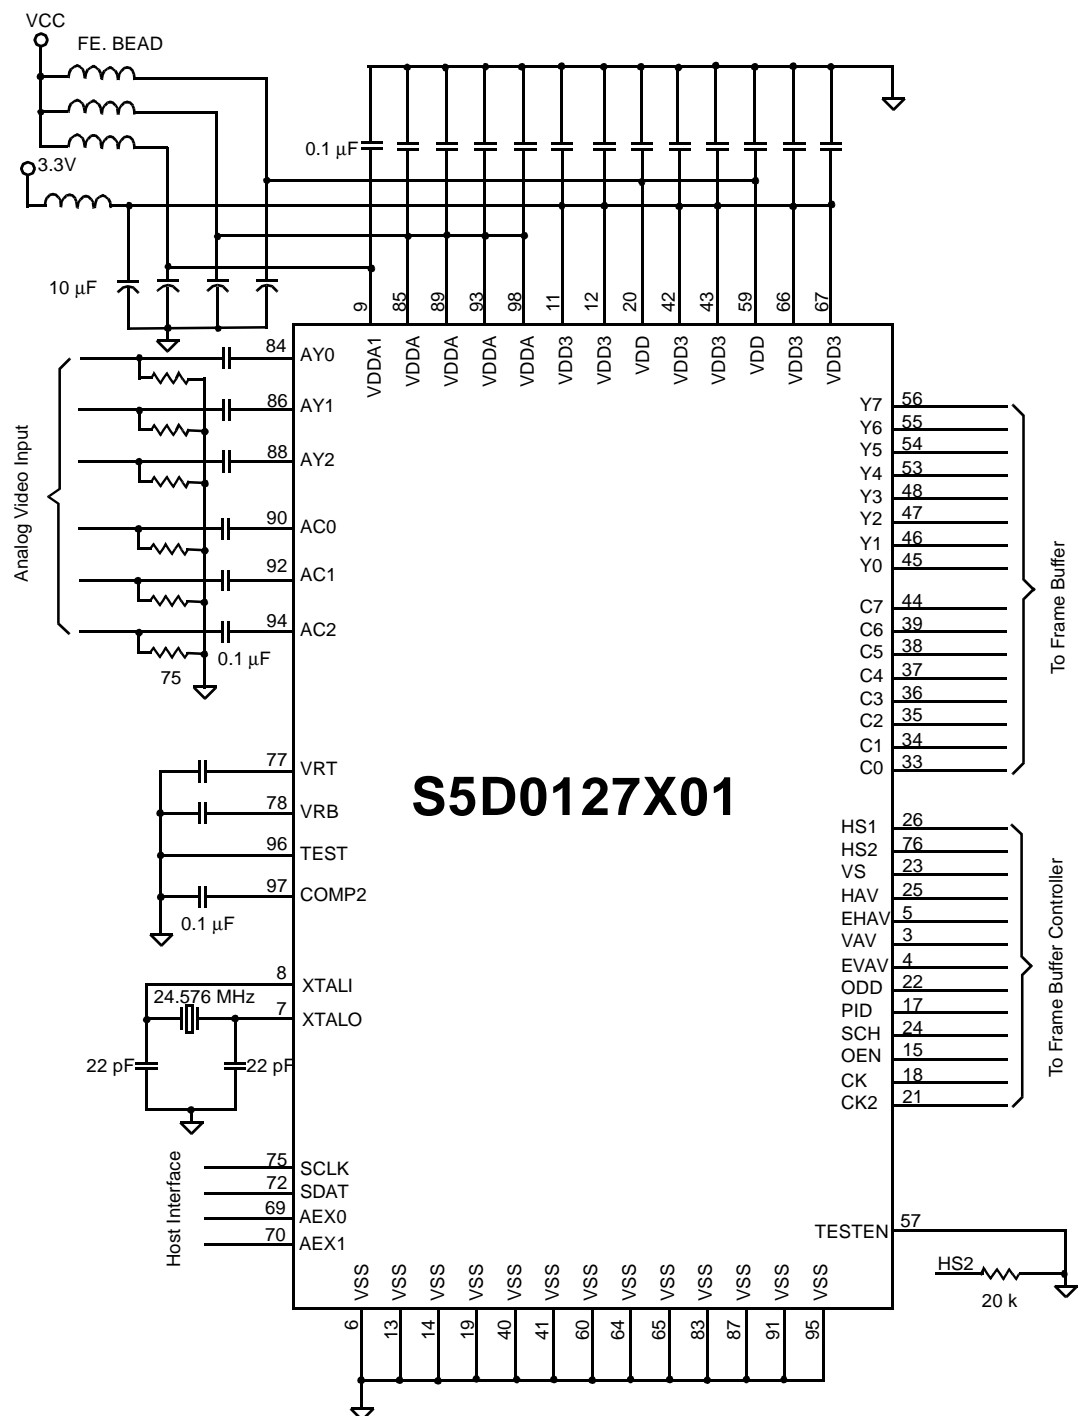 VCC
FE. BEAD
3.3V
0.1 μF
10 μF
9
85
89
93
98
11
12
20
42
43
59
66
67
VDDA1
VDDA
VDDA
VDDA
VDDA
VDD3
VDD3
VDD
VDD3
VDD3
VDD
VDD3
VDD3
Analog Video Input
84 AY0
86 AY1
88 AY2
90 AC0
92 AC1
94 AC2
0.1 μF
75
77 VRT
78 VRB
96 TEST
97 COMP2
0.1 μF
8 XTALI
24.576 MHz
7 XTALO
22 pF
22 pF
Host Interface
75 SCLK
72 SDAT
69 AEX0
70 AEX1
S5D0127X01
Y7 56
Y6 55
Y5 54
Y4 53
Y3 48
Y2 47
Y1 46
Y0 45
C7 44
C6 39
C5 38
C4 37
C3 36
C2 35
C1 34
C0 33
To Frame Buffer
HS1 26
HS2 76
VS 23
HAV 25
EHAV 5
VAV 3
EVAV 4
ODD 22
PID 17
SCH 24
OEN 15
CK 18
CK2 21
To Frame Buffer Controller
TESTEN 57
HS2
20 k
VSS
VSS
VSS
VSS
VSS
VSS
VSS
VSS
VSS
VSS
VSS
VSS
VSS
6
13
14
19
40
41
60
64
65
83
87
91
95